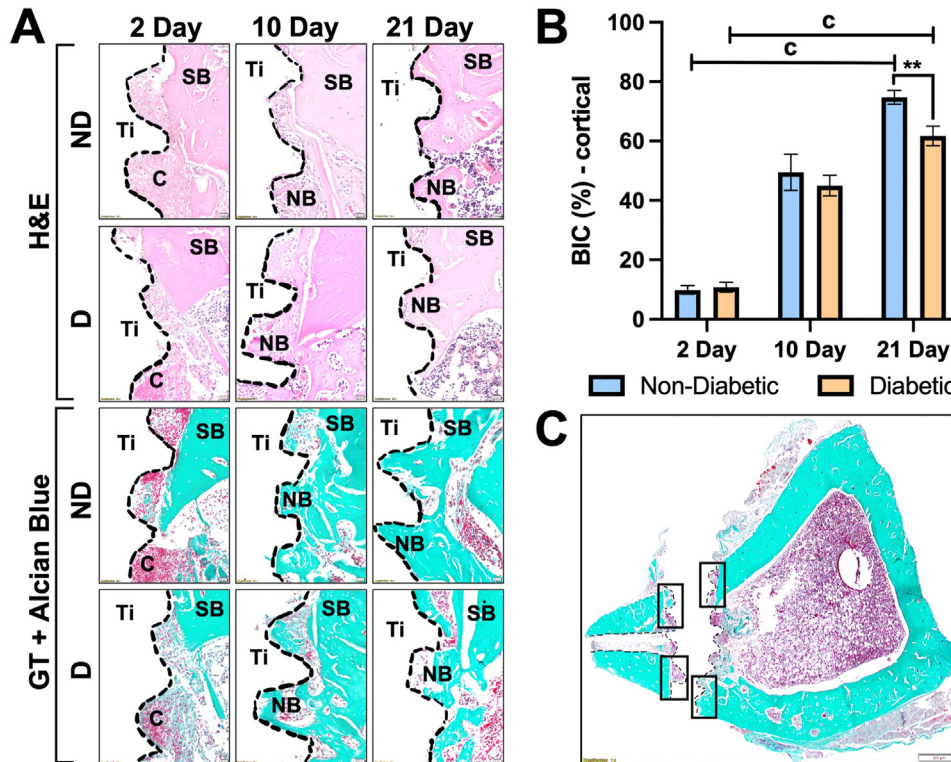 A
2 Day 10 Day 21 Day
H&E
ND
Ti SB C
Ti SB NB
Ti SB NB
D
SB Ti C
Ti NB
SB Ti NB
GT + Alcian Blue
ND
Ti SB C
Ti SB NB
Ti SB NB
D
Ti SB C
SB Ti NB
SB Ti NB
B
BIC (%) - cortical
100
80
60
40
20
0
c
c
**
2 Day 10 Day 21 Day
Non-Diabetic Diabetic
C